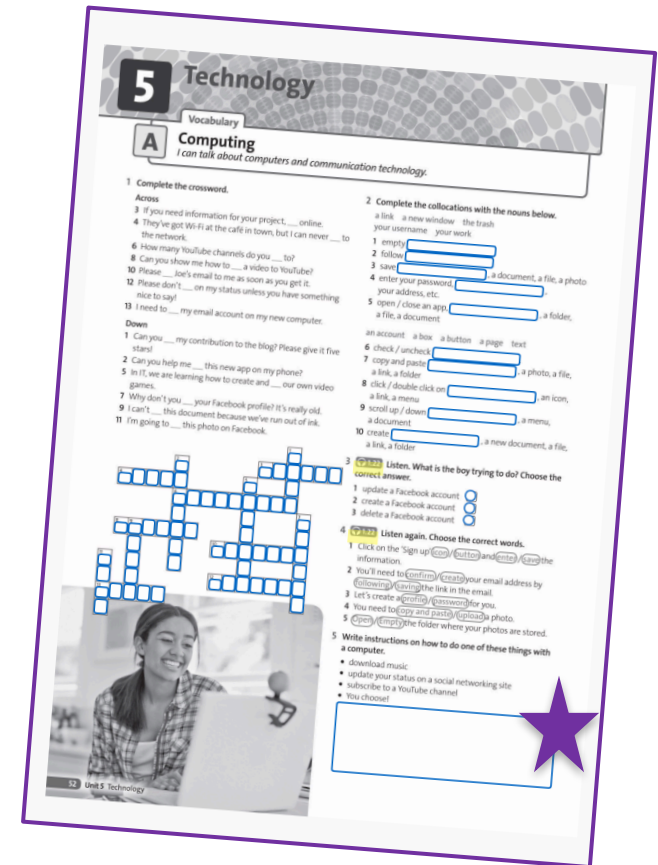 5 Technology
Vocabulary
A Computing
I can talk about computers and communication technology.
1 Complete the crossword.
Across
3 If you need information for your project, __ online.
4 They've got Wi-Fi at the café in town, but I can never __ to
the network.
6 How many YouTube channels do you __ to?
8 Can you show me how to __ a video to YouTube?
10 Please __ Joe's email to me as soon as you get it.
12 Please don't __ on my status unless you have something
nice to say!
13 I need to __ my email account on my new computer.
Down
1 Can you __ my contribution to the blog? Please give it five
stars!
2 Can you help me __ this new app on my phone?
5 In IT, we are learning how to create and __ our own video
games.
7 Why don't you __ your Facebook profile? It's really old.
9 I can't __ this document because we've run out of ink.
11 I'm going to __ this photo on Facebook.
2 Complete the collocations with the nouns below.
a link a new window the trash
your username your work
1 empty
2 follow
3 save , a document, a file, a photo
4 enter your password, ,
your address, etc.
5 open / close an app, , a folder,
a file, a document
an account a box a button a page text
6 check / uncheck
7 copy and paste , a photo, a file,
a link, a folder
8 click / double click on , an icon,
a link, a menu
9 scroll up / down , a menu,
a document
10 create , a new document, a file,
a link, a folder
3 Listen. What is the boy trying to do? Choose the
correct answer.
1 update a Facebook account
2 create a Facebook account
3 delete a Facebook account
4 Listen again. Choose the correct words.
1 Click on the 'Sign up' icon / button and enter / save the
information.
2 You'll need to confirm / create your email address by
following / saving the link in the email.
3 Let's create a profile / password for you.
4 You need to copy and paste / upload a photo.
5 Open / Empty the folder where your photos are stored.
5 Write instructions on how to do one of these things with
a computer.
• download music
• update your status on a social networking site
• subscribe to a YouTube channel
• You choose!
52 Unit 5 Technology